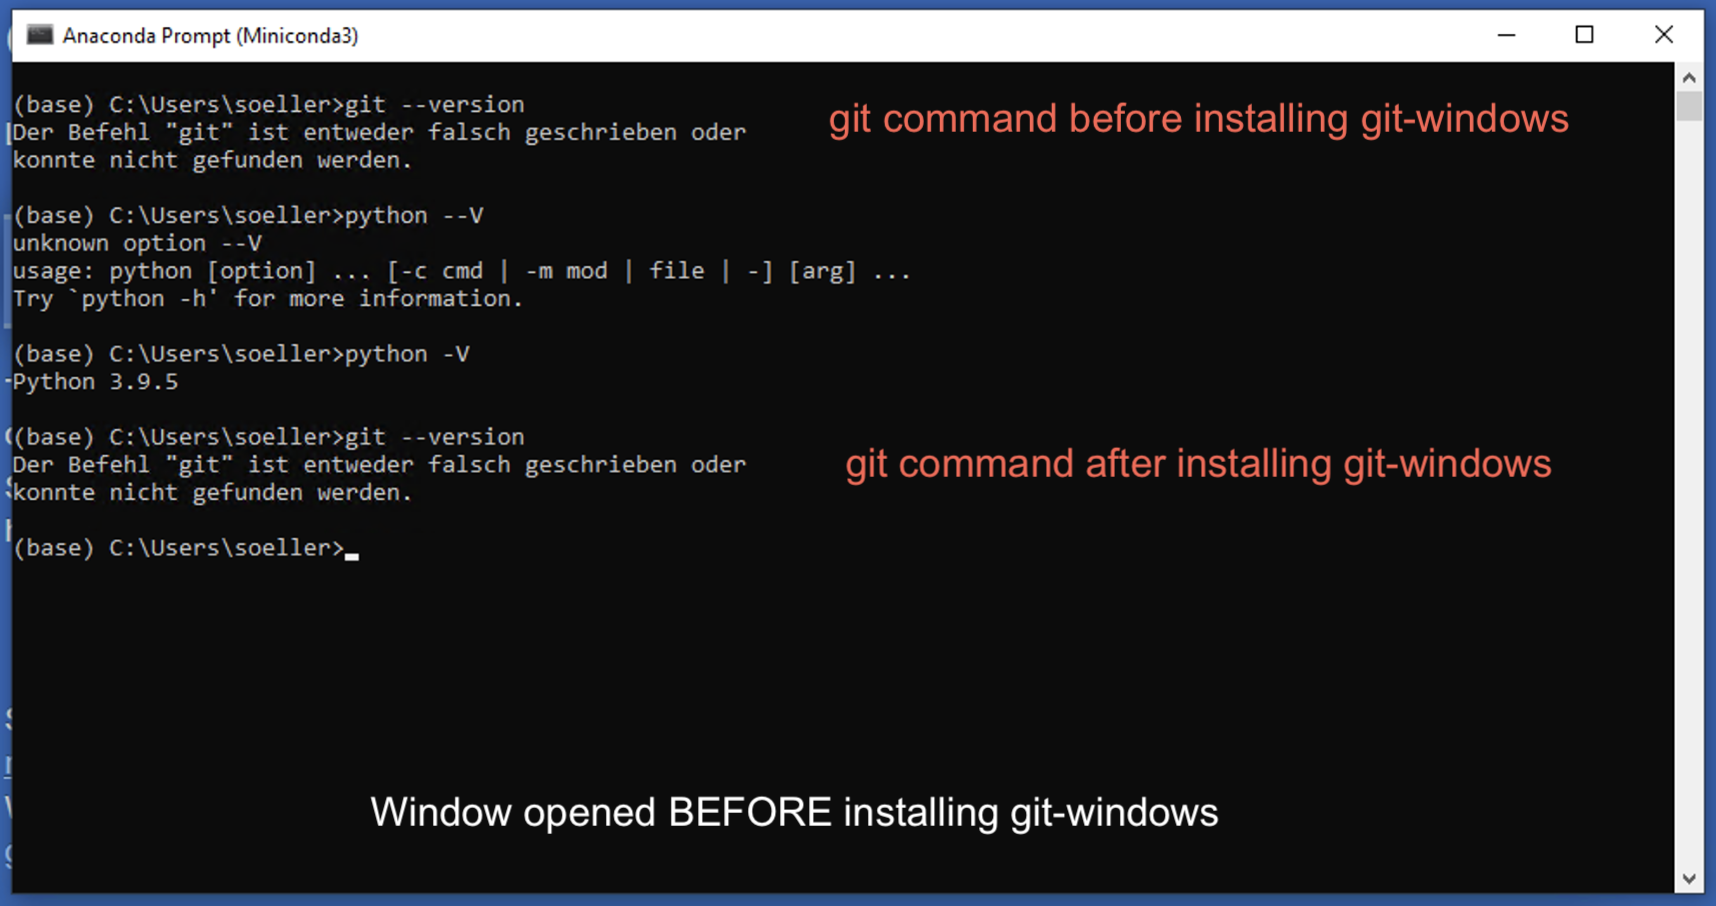 Anaconda Prompt (Miniconda3)
(base) C:\Users\soeller>git --version
Der Befehl "git" ist entweder falsch geschrieben oder
konnte nicht gefunden werden.
git command before installing git-windows
(base) C:\Users\soeller>python --V
unknown option --V
usage: python [option] ... [-c cmd | -m mod | file | -] [arg] ...
Try `python -h' for more information.
(base) C:\Users\soeller>python -V
Python 3.9.5
(base) C:\Users\soeller>git --version
Der Befehl "git" ist entweder falsch geschrieben oder
konnte nicht gefunden werden.
git command after installing git-windows
(base) C:\Users\soeller>
Window opened BEFORE installing git-windows